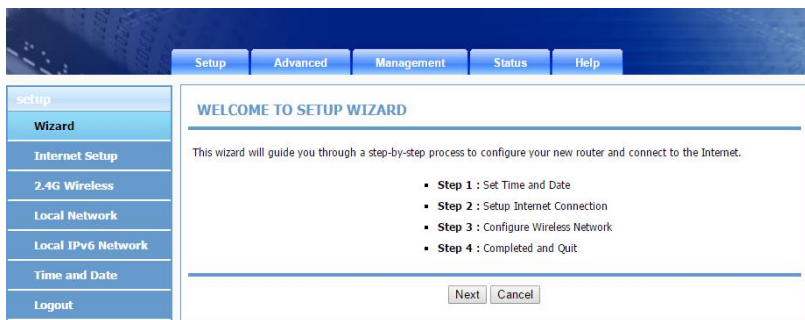 Setup Advanced Management Status Help
setup
Wizard
Internet Setup
2.4G Wireless
Local Network
Local IPv6 Network
Time and Date
Logout
WELCOME TO SETUP WIZARD
This wizard will guide you through a step-by-step process to configure your new router and connect to the Internet.
▪ Step 1 : Set Time and Date
▪ Step 2 : Setup Internet Connection
▪ Step 3 : Configure Wireless Network
▪ Step 4 : Completed and Quit
Next Cancel